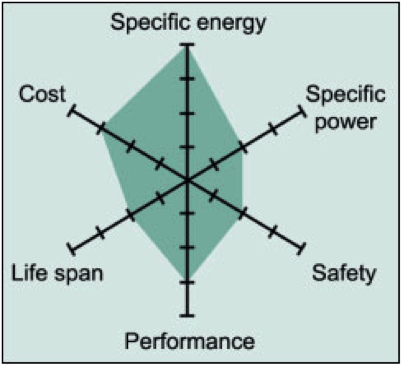 Specific energy
Cost
Specific
power
Life span
Safety
Performance